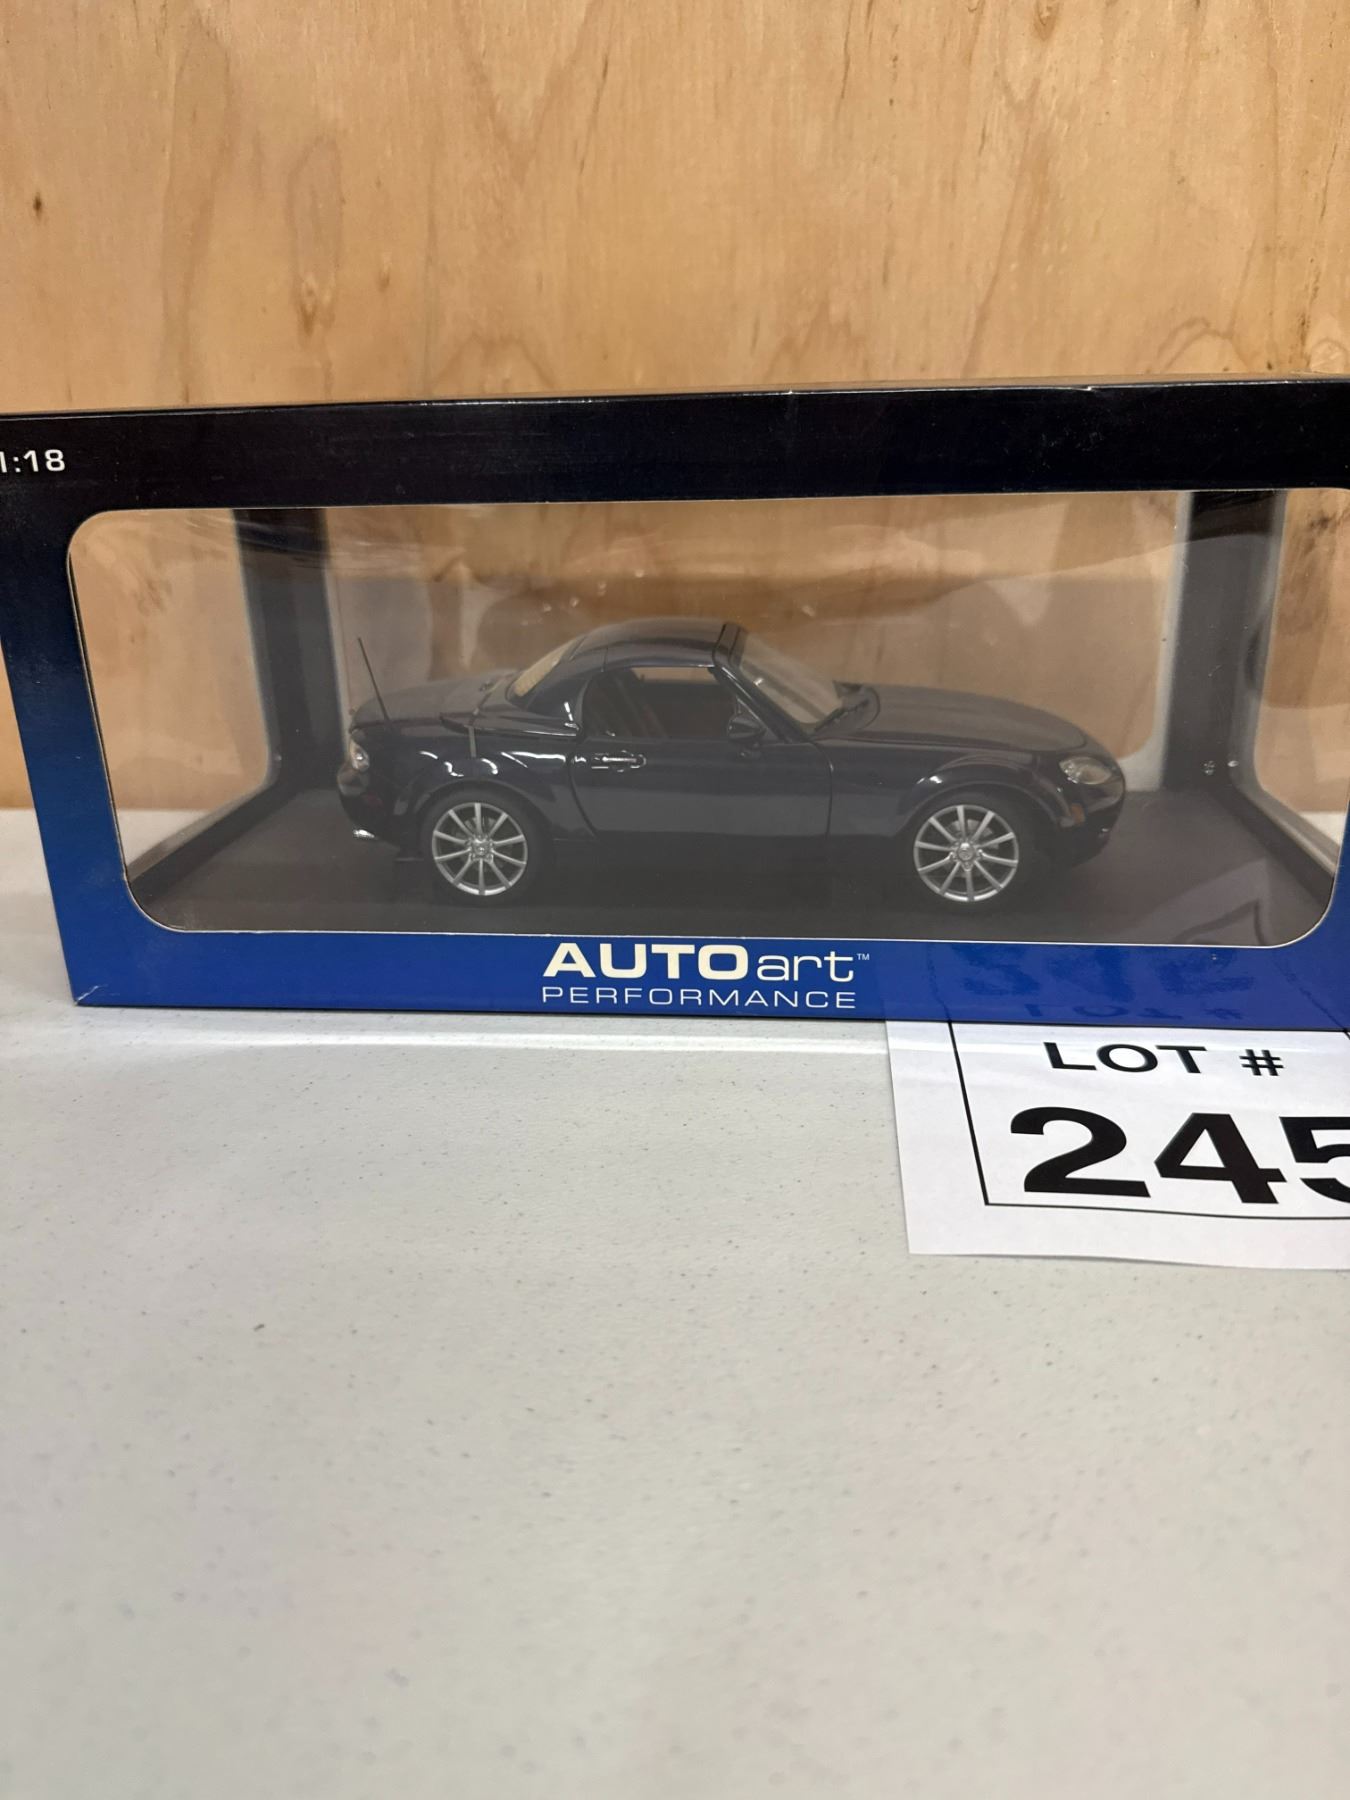 1:18
AUTOart™
PERFORMANCE
LOT #
245